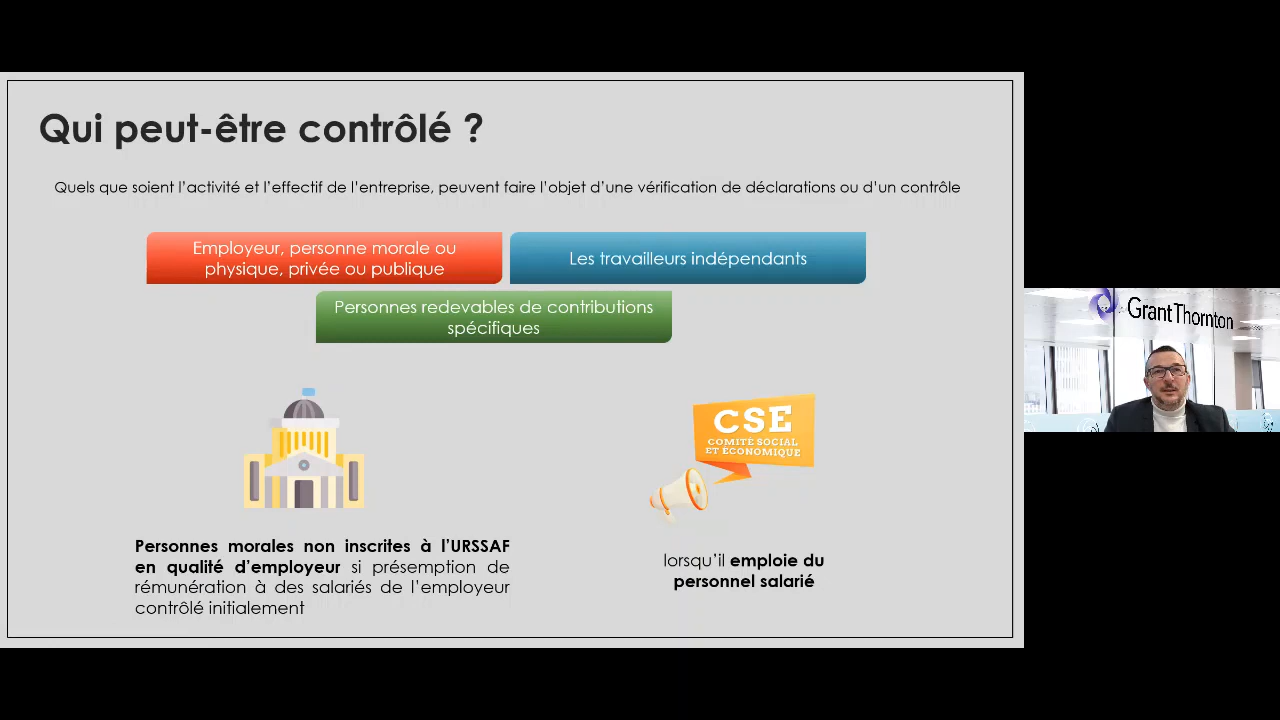 Qui peut-être contrôlé ?
Quels que soient l’activité et l’effectif de l’entreprise, peuvent faire l’objet d’une vérification de déclarations ou d’un contrôle
Employeur, personne morale ou
physique, privée ou publique
Les travailleurs indépendants
Personnes redevables de contributions
spécifiques
CSE
COMITÉ SOCIAL
ET ÉCONOMIQUE
Personnes morales non inscrites à l’URSSAF
en qualité d’employeur si présemption de
rémunération à des salariés de l’employeur
contrôlé initialement
lorsqu’il emploie du
personnel salarié
Grant Thornton